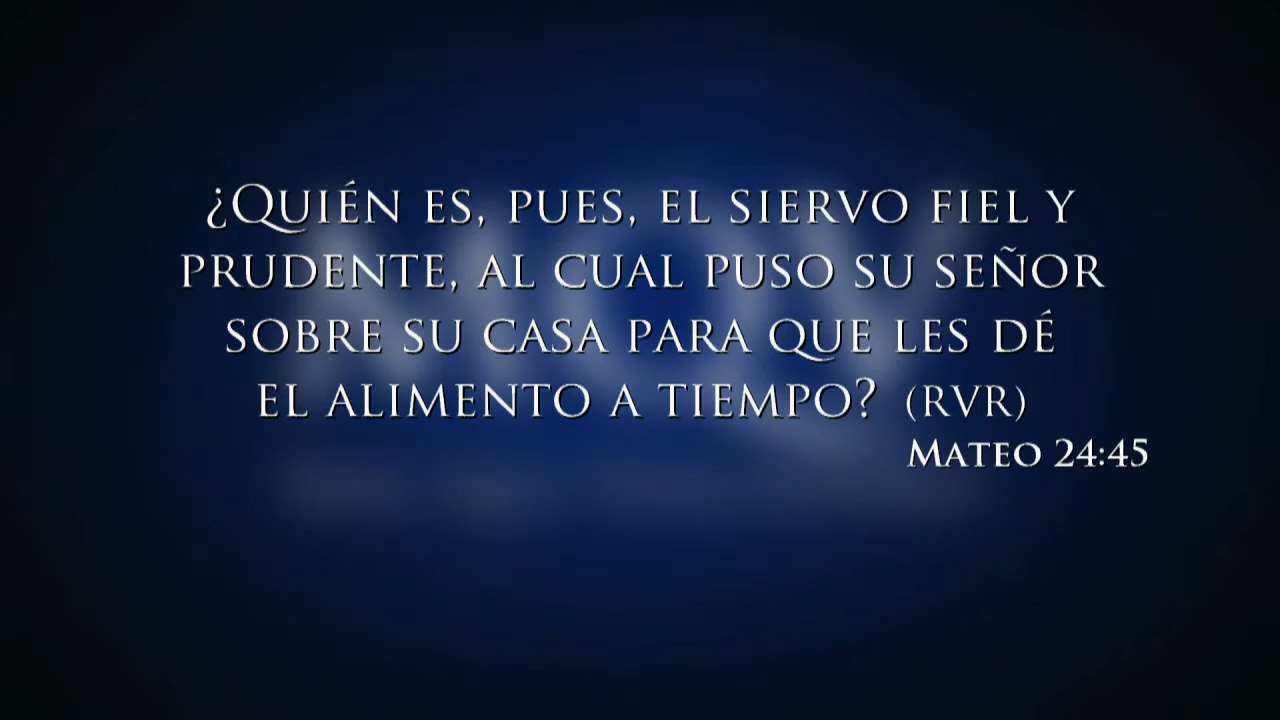 ¿Quién es, pues, el siervo fiel y
prudente, al cual puso su señor
sobre su casa para que les dé
el alimento a tiempo? (RVR)
Mateo 24:45